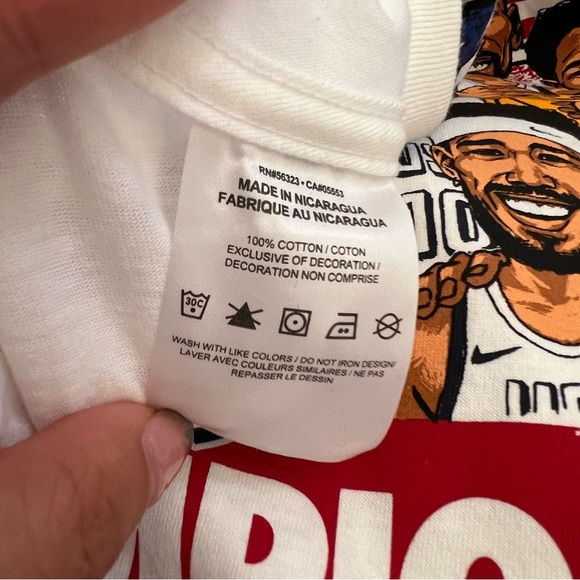 RN#56323 • CA#05553
MADE IN NICARAGUA
FABRIQUE AU NICARAGUA
100% COTTON / COTON
EXCLUSIVE OF DECORATION /
DECORATION NON COMPRISE
30C
WASH WITH LIKE COLORS / DO NOT IRON DESIGN/
LAVER AVEC COULEURS SIMILAIRES / NE PAS
REPASSER LE DESSIN
10